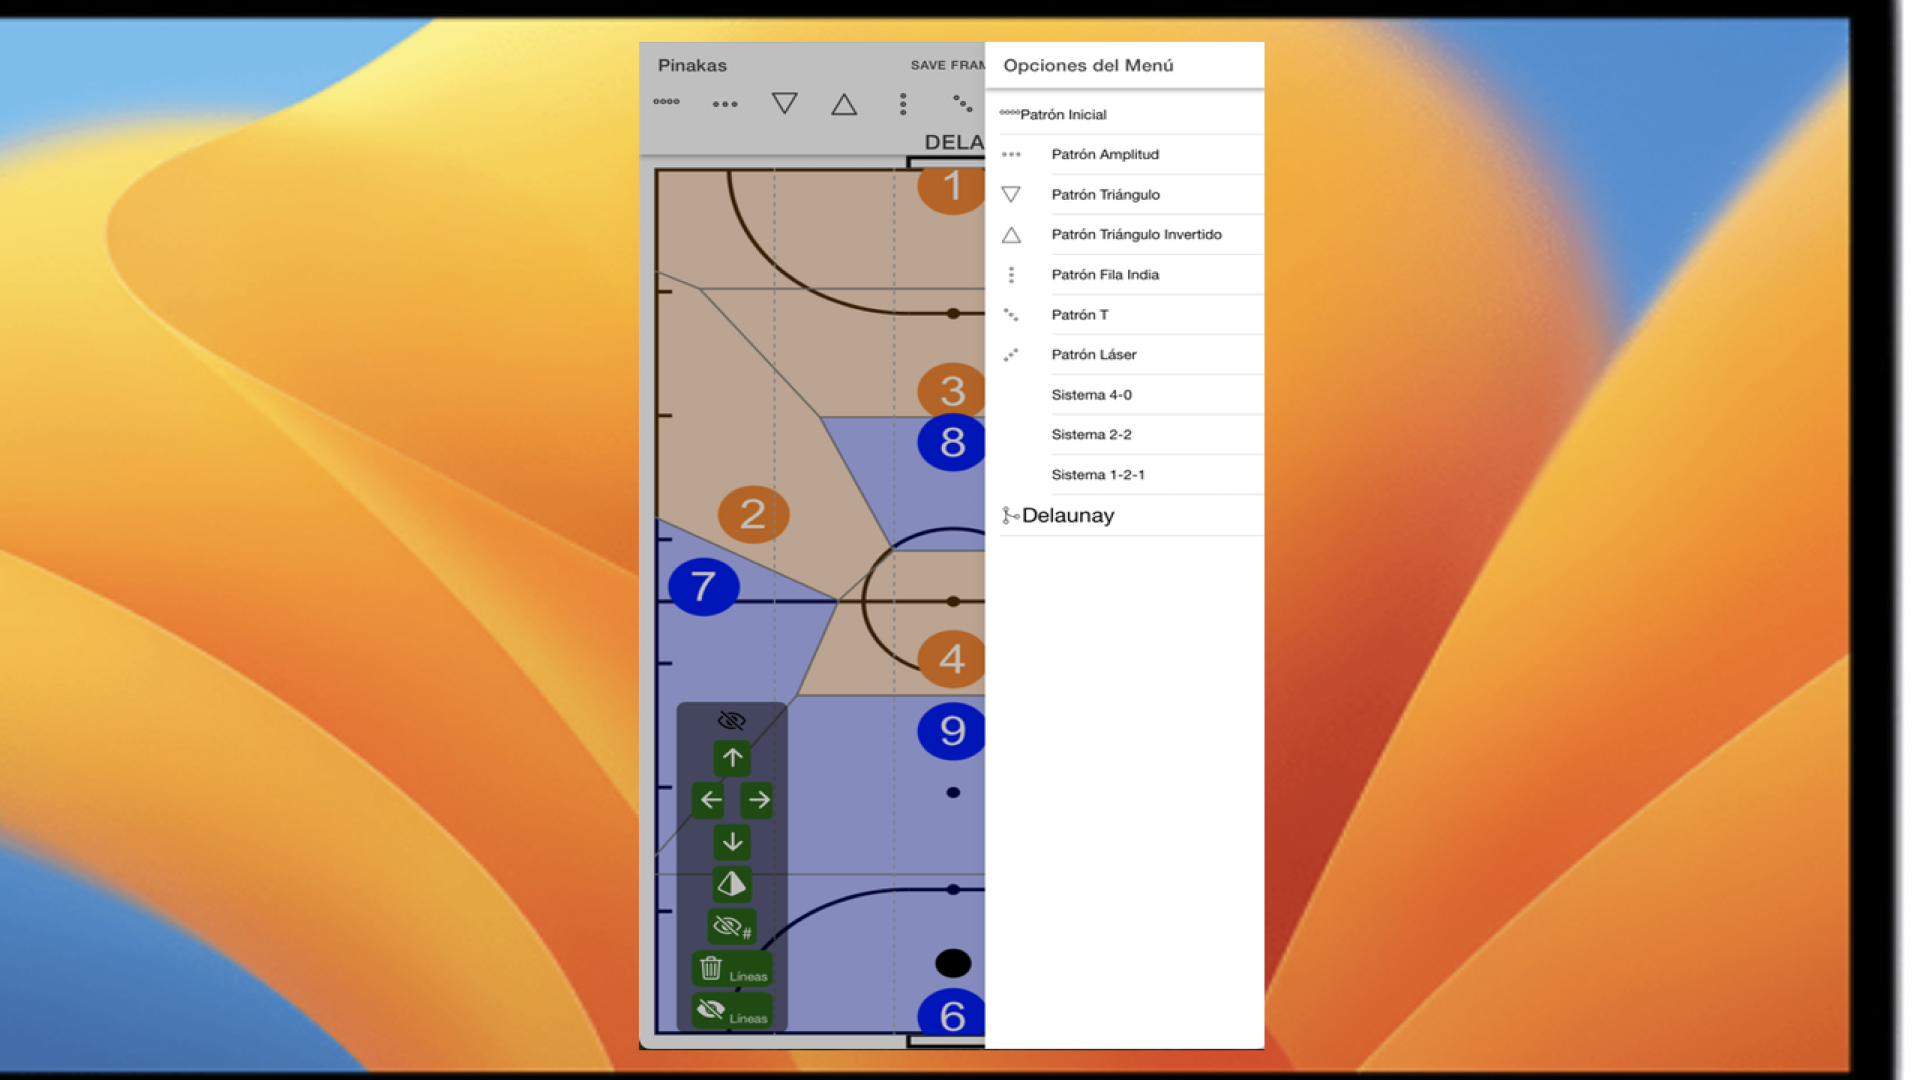 Pinakas
SAVE FRAM
DELA
1
3
8
2
7
4
9
#
Líneas
Líneas
6
Opciones del Menú
Patrón Inicial
Patrón Amplitud
Patrón Triángulo
Patrón Triángulo Invertido
Patrón Fila India
Patrón T
Patrón Láser
Sistema 4-0
Sistema 2-2
Sistema 1-2-1
Delaunay